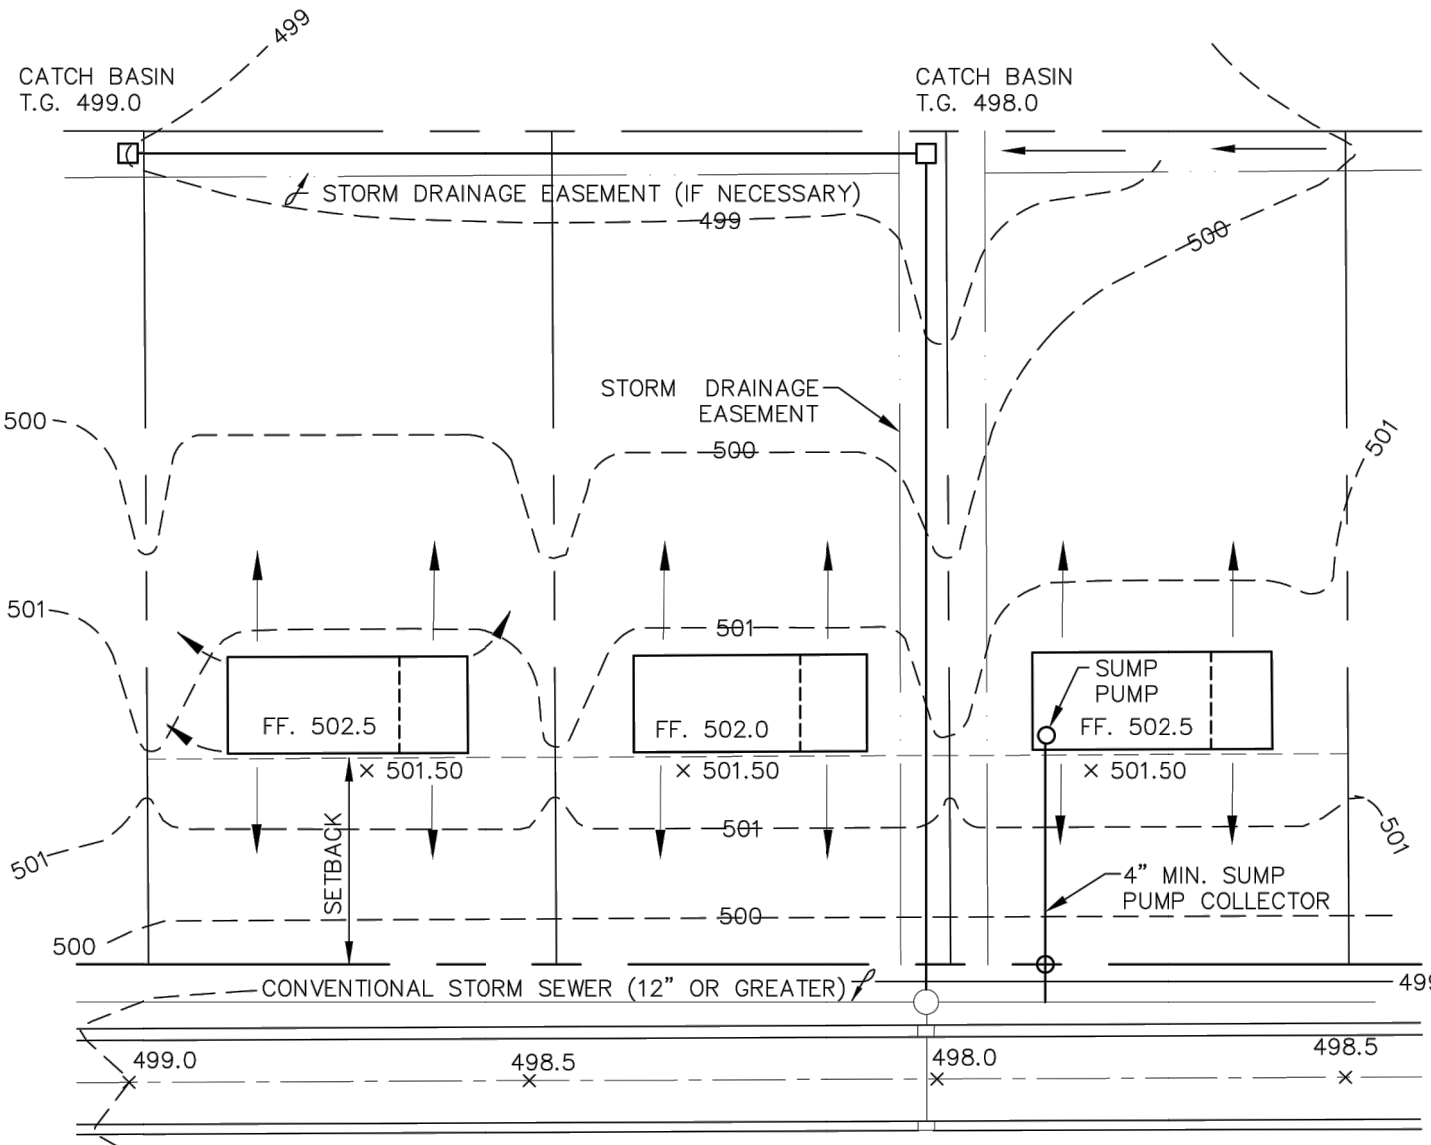 499
CATCH BASIN
T.G. 499.0
CATCH BASIN
T.G. 498.0
STORM DRAINAGE EASEMENT (IF NECESSARY)
499
500
STORM DRAINAGE
EASEMENT
500
500
501
501
501
SUMP
PUMP
FF. 502.5
FF. 502.0
FF. 502.5
× 501.50
× 501.50
× 501.50
SETBACK
501
501
501
4" MIN. SUMP
PUMP COLLECTOR
500
500
CONVENTIONAL STORM SEWER (12" OR GREATER)
499
499.0
498.5
498.0
498.5